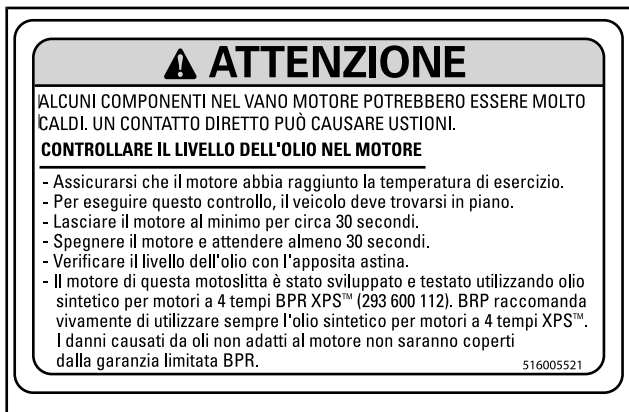 ⚠ ATTENZIONE
ALCUNI COMPONENTI NEL VANO MOTORE POTREBBERO ESSERE MOLTO
CALDI. UN CONTATTO DIRETTO PUÒ CAUSARE USTIONI.
CONTROLLARE IL LIVELLO DELL'OLIO NEL MOTORE
- Assicurarsi che il motore abbia raggiunto la temperatura di esercizio.
- Per eseguire questo controllo, il veicolo deve trovarsi in piano.
- Lasciare il motore al minimo per circa 30 secondi.
- Spegnere il motore e attendere almeno 30 secondi.
- Verificare il livello dell'olio con l'apposita astina.
- Il motore di questa motoslitta è stato sviluppato e testato utilizzando olio
sintetico per motori a 4 tempi BPR XPS™ (293 600 112). BRP raccomanda
vivamente di utilizzare sempre l'olio sintetico per motori a 4 tempi XPS™.
I danni causati da oli non adatti al motore non saranno coperti
dalla garanzia limitata BPR.
516005521